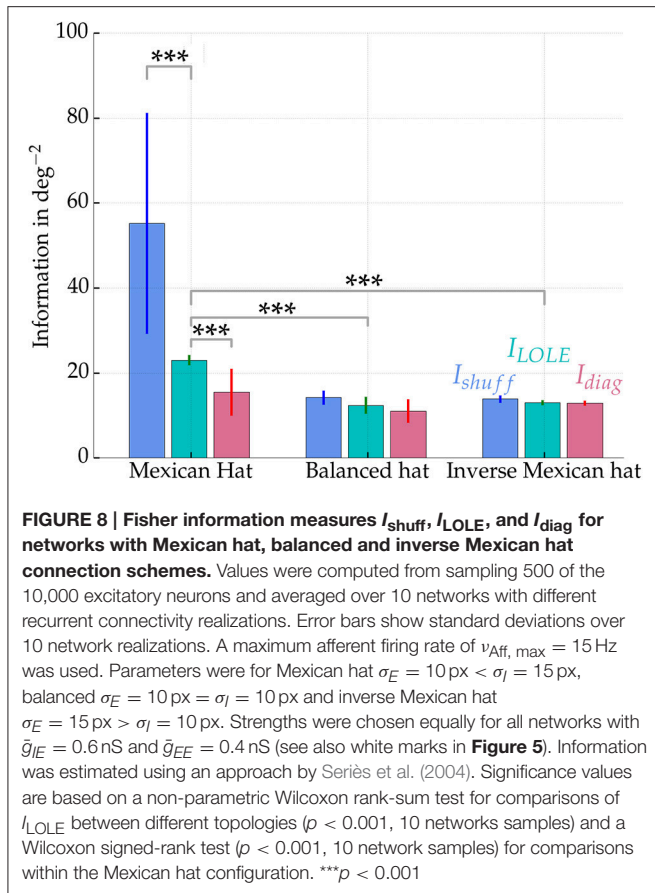 100
80
60
40
20
0
Information in deg⁻²
***
***
***
***
I_shuff
I_LOLE
I_diag
Mexican Hat
Balanced hat
Inverse Mexican hat
FIGURE 8 | Fisher information measures I_shuff, I_LOLE, and I_diag for
networks with Mexican hat, balanced and inverse Mexican hat
connection schemes. Values were computed from sampling 500 of the
10,000 excitatory neurons and averaged over 10 networks with different
recurrent connectivity realizations. Error bars show standard deviations over
10 network realizations. A maximum afferent firing rate of ν_Aff, max = 15 Hz
was used. Parameters were for Mexican hat σ_E = 10 px < σ_I = 15 px,
balanced σ_E = 10 px = σ_I = 10 px and inverse Mexican hat
σ_E = 15 px > σ_I = 10 px. Strengths were chosen equally for all networks with
ḡ_IE = 0.6 nS and ḡ_EE = 0.4 nS (see also white marks in Figure 5). Information
was estimated using an approach by Seriès et al. (2004). Significance values
are based on a non-parametric Wilcoxon rank-sum test for comparisons of
I_LOLE between different topologies (p < 0.001, 10 networks samples) and a
Wilcoxon signed-rank test (p < 0.001, 10 network samples) for comparisons
within the Mexican hat configuration. ***p < 0.001